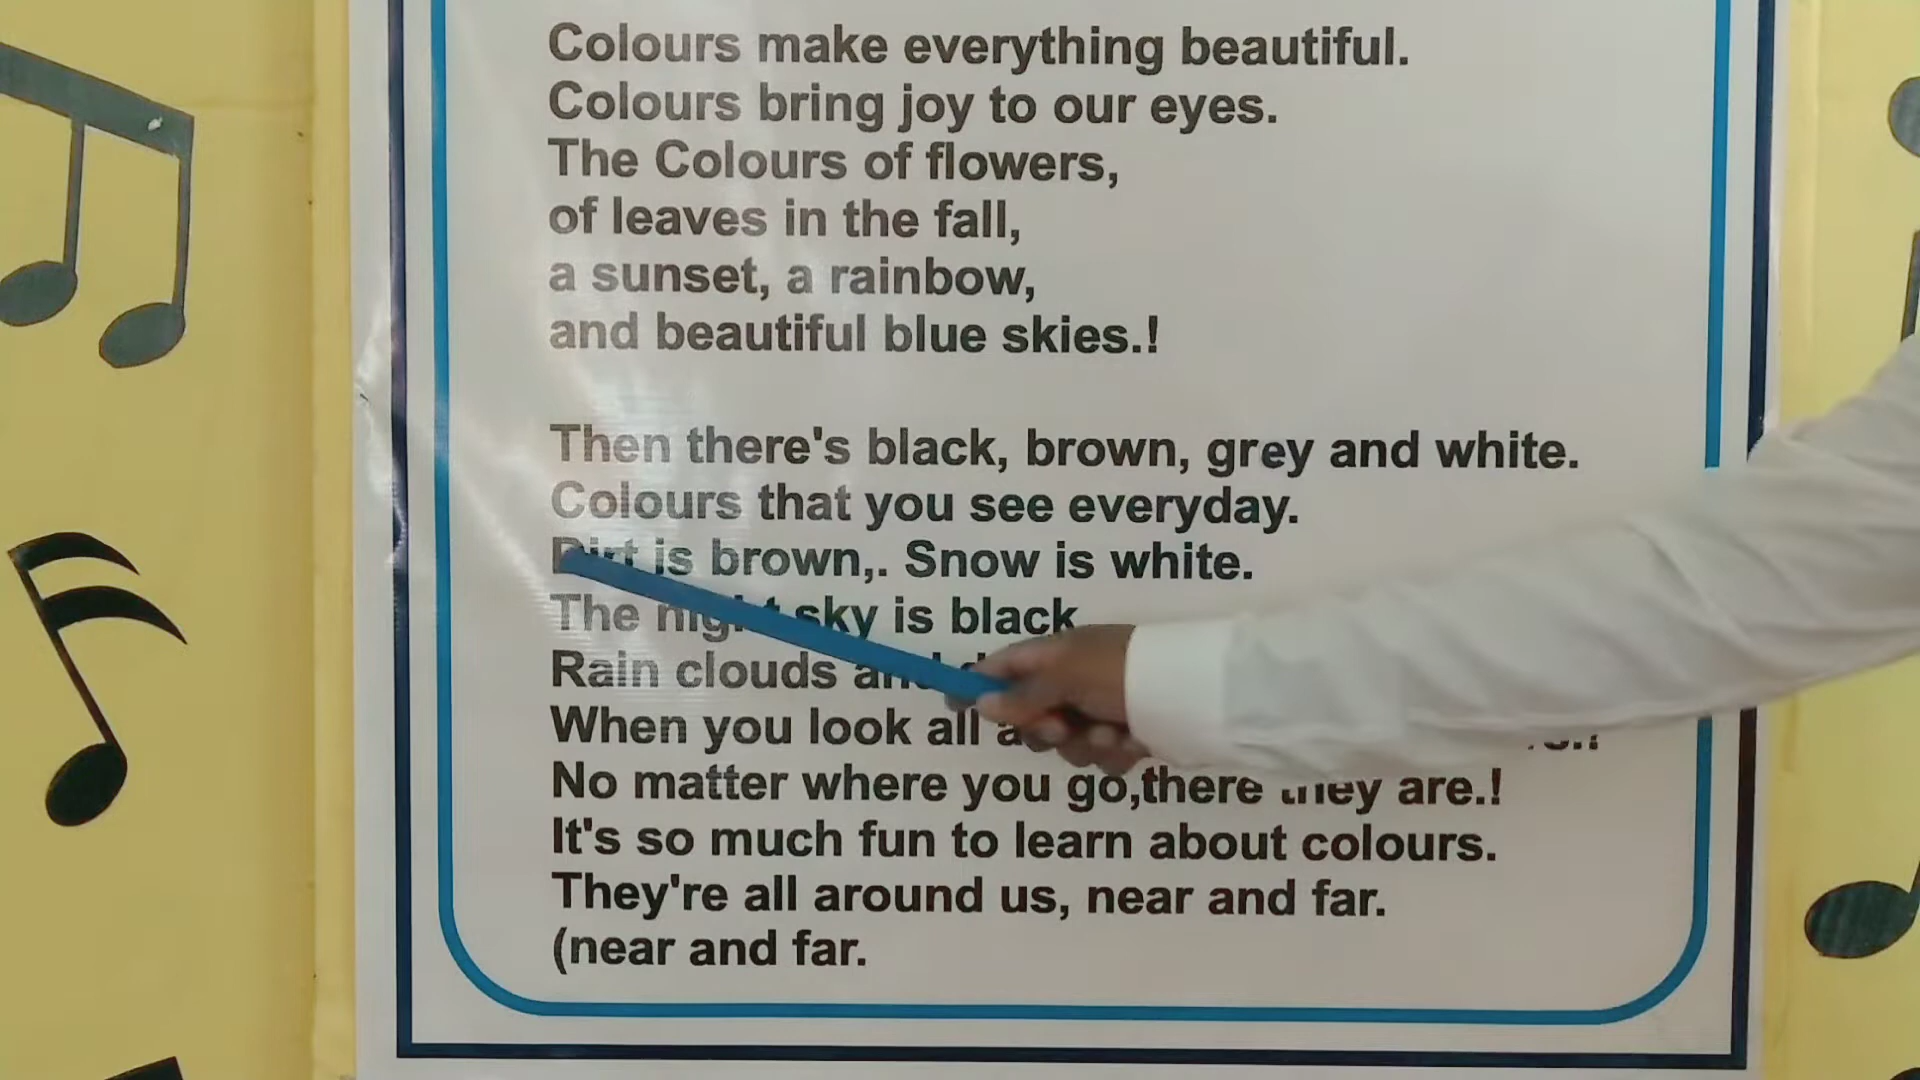 Colours make everything beautiful.
Colours bring joy to our eyes.
The Colours of flowers,
of leaves in the fall,
a sunset, a rainbow,
and beautiful blue skies.!
Then there's black, brown, grey and white.
Colours that you see everyday.
Dirt is brown,. Snow is white.
The night sky is black
Rain clouds and
When you look all
No matter where you go,there they are.!
It's so much fun to learn about colours.
They're all around us, near and far.
(near and far.